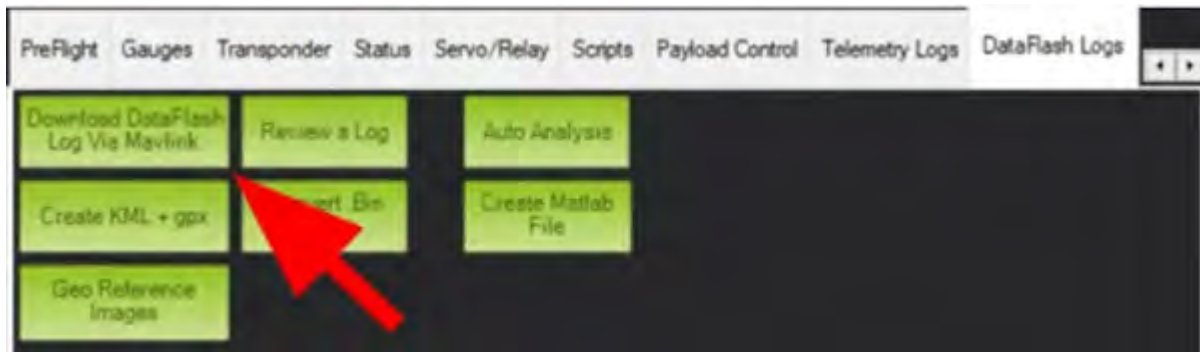 PreFlight Gauges Transponder Status Servo/Relay Scripts Payload Control Telemetry Logs DataFlash Logs
Download DataFlash
Log Via Mavlink
Review a Log
Auto Analysis
Create KML + gpx
Bin
Create Matlab
File
Geo Reference
Images